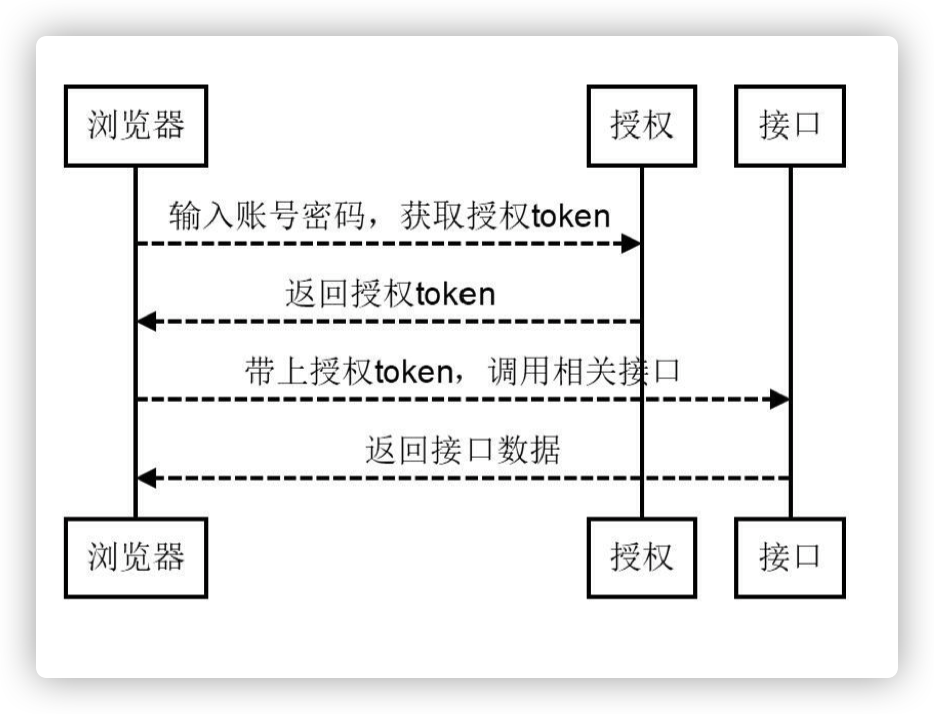 浏览器
授权
接口
输入账号密码，获取授权token
返回授权token
带上授权token，调用相关接口
返回接口数据
浏览器
授权
接口